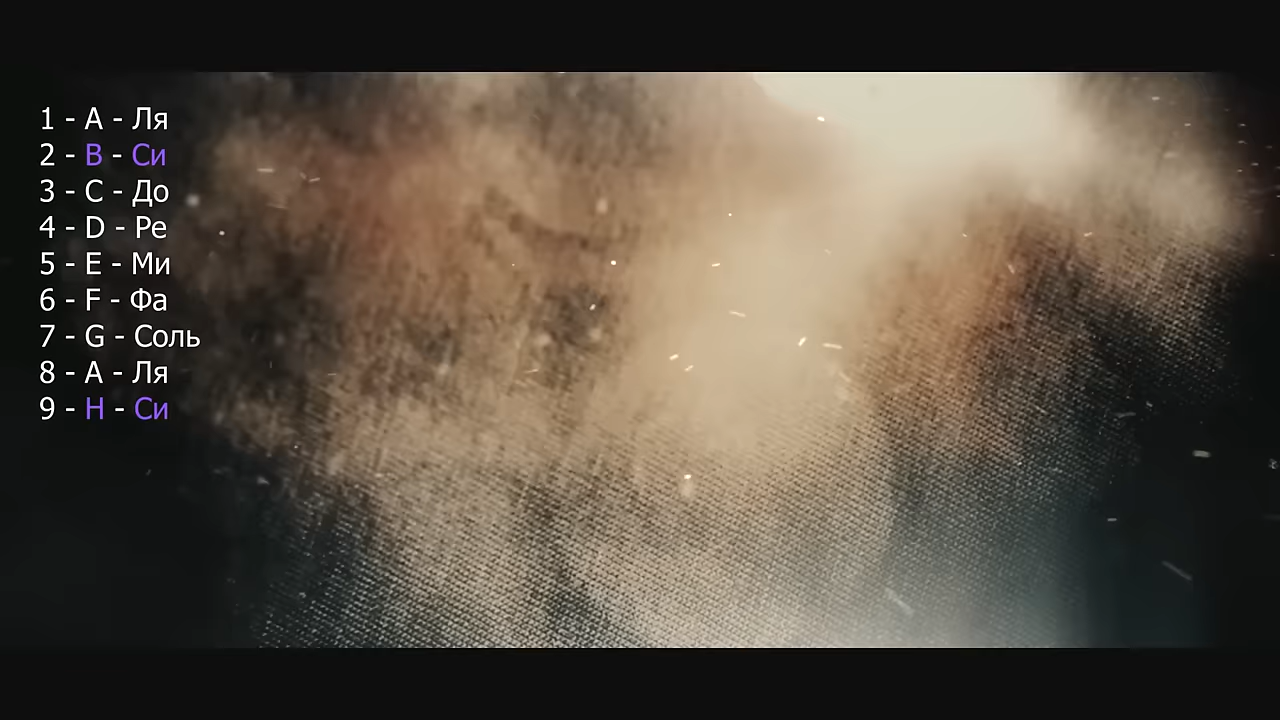 1 - A - Ля
2 - B - Си
3 - C - До
4 - D - Ре
5 - E - Ми
6 - F - Фа
7 - G - Соль
8 - A - Ля
9 - H - Си